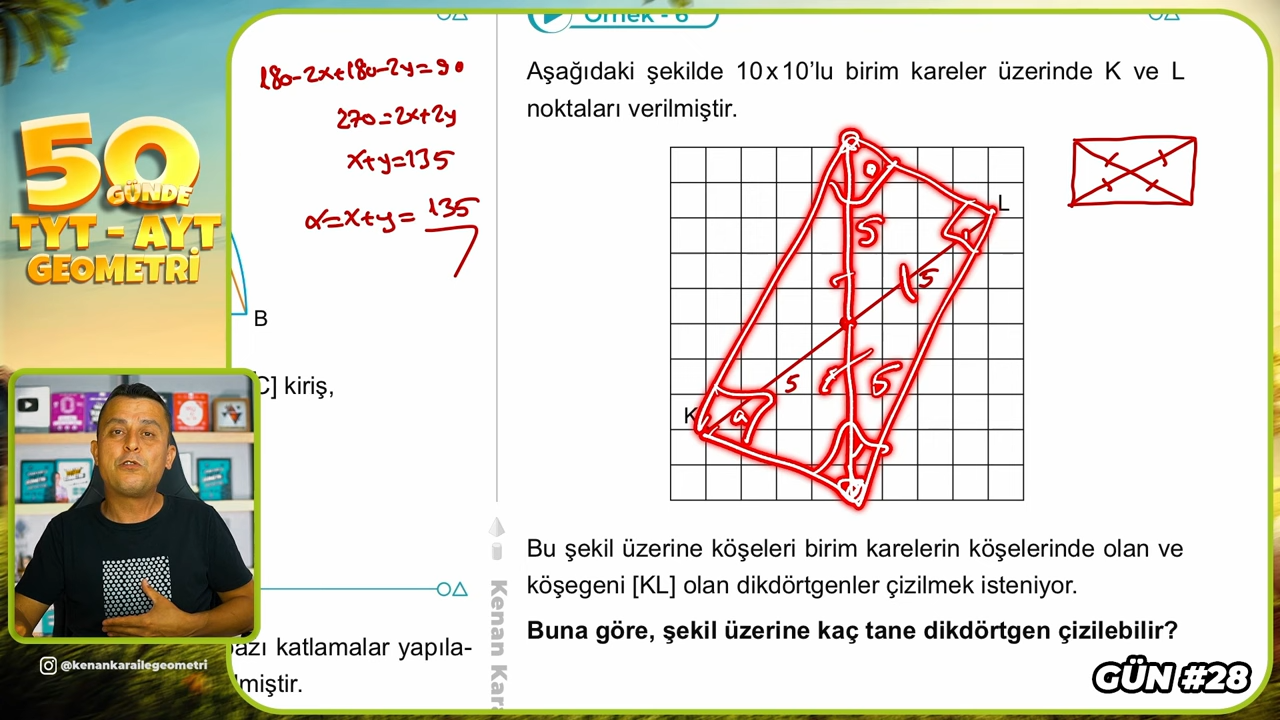 50
GÜNDE
TYT - AYT
GEOMETRİ
180-2x+180-2y=90
270=2x+2y
x+y=135
α=x+y=135
B
C] kiriş,
azı katlamalar yapıla-
lmiştir.
@kenankarailegeometri
Örnek - 6
Aşağıdaki şekilde 10x10’lu birim kareler üzerinde K ve L
noktaları verilmiştir.
L
5
5
5
5
K
Bu şekil üzerine köşeleri birim karelerin köşelerinde olan ve
köşegeni [KL] olan dikdörtgenler çizilmek isteniyor.
Buna göre, şekil üzerine kaç tane dikdörtgen çizilebilir?
Kenan Kar
GÜN #28